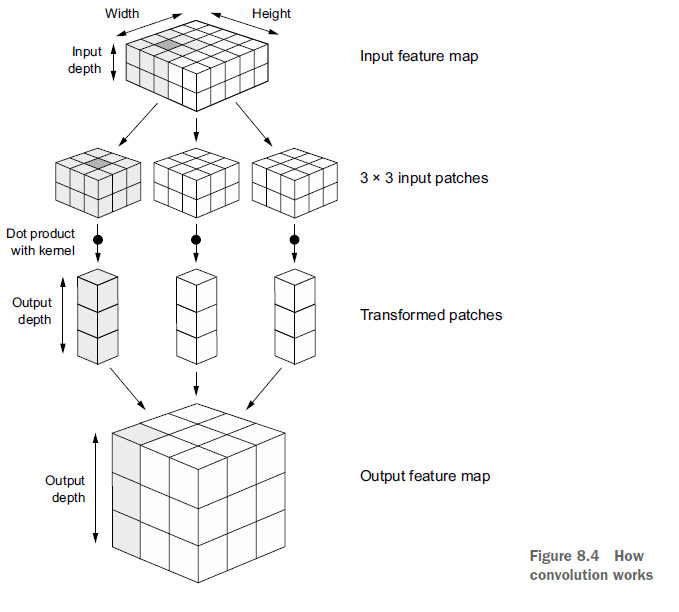 Width
Height
Input
depth
Input feature map
3 × 3 input patches
Dot product
with kernel
Output
depth
Transformed patches
Output
depth
Output feature map
Figure 8.4 How
convolution works